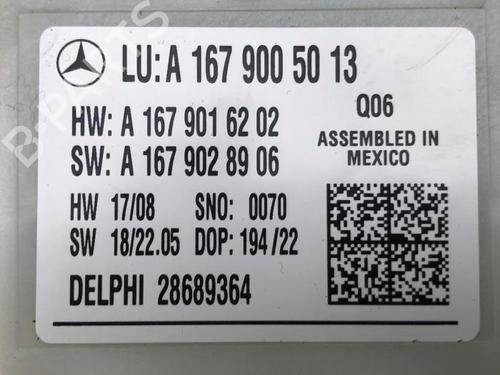 LU: A 167 900 50 13
HW: A 167 901 62 02
SW: A 167 902 89 06
Q06
ASSEMBLED IN
MEXICO
HW 17/08 SNO: 0070
SW 18/22.05 DOP: 194/22
DELPHI 28689364
B-PARTS